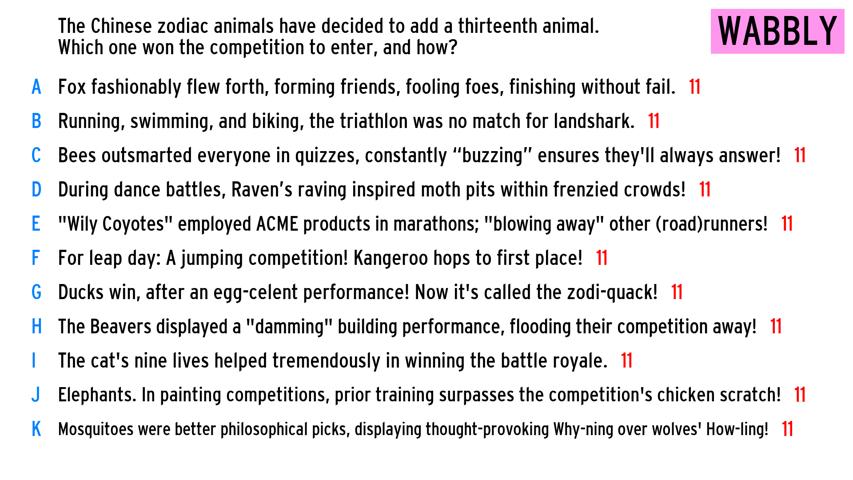 The Chinese zodiac animals have decided to add a thirteenth animal.
Which one won the competition to enter, and how?
WABBLY
A Fox fashionably flew forth, forming friends, fooling foes, finishing without fail. 11
B Running, swimming, and biking, the triathlon was no match for landshark. 11
C Bees outsmarted everyone in quizzes, constantly “buzzing” ensures they'll always answer! 11
D During dance battles, Raven’s raving inspired moth pits within frenzied crowds! 11
E "Wily Coyotes" employed ACME products in marathons; "blowing away" other (road)runners! 11
F For leap day: A jumping competition! Kangeroo hops to first place! 11
G Ducks win, after an egg-celent performance! Now it's called the zodi-quack! 11
H The Beavers displayed a "damming" building performance, flooding their competition away! 11
I The cat's nine lives helped tremendously in winning the battle royale. 11
J Elephants. In painting competitions, prior training surpasses the competition's chicken scratch! 11
K Mosquitoes were better philosophical picks, displaying thought-provoking Why-ning over wolves' How-ling! 11